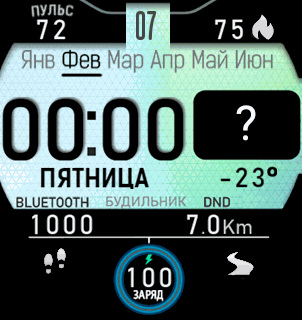 ПУЛЬС
72 07 75
Янв Фев Мар Апр Май Июн
00:00 ?
ПЯТНИЦА -23°
BLUETOOTH БУДИЛЬНИК DND
1000 7.0Km
100
ЗАРЯД